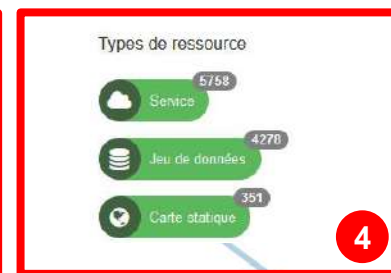 Types de ressource
5758
Service
4278
Jeu de données
351
Carte statique
4